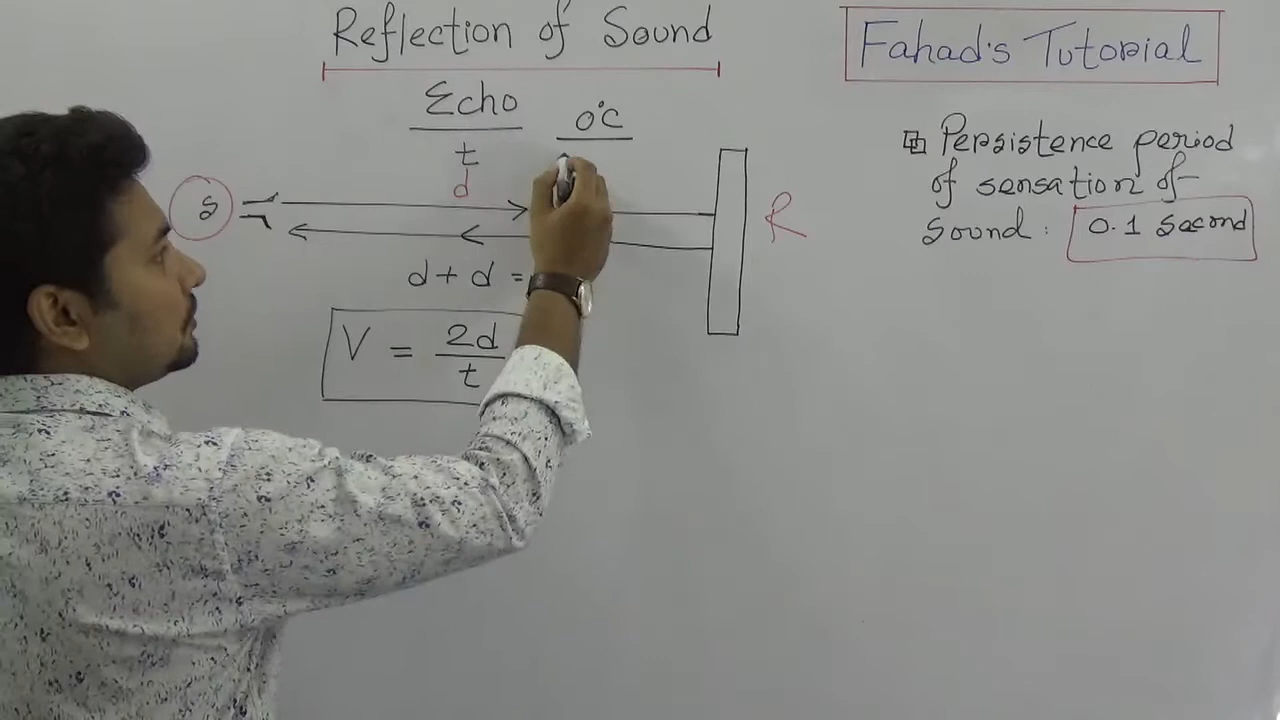 Reflection of Sound
Fahad's Tutorial
Echo
0°C
t
d
S
R
d + d =
V = 2d/t
Persistence period
of sensation of
Sound: 0.1 Second